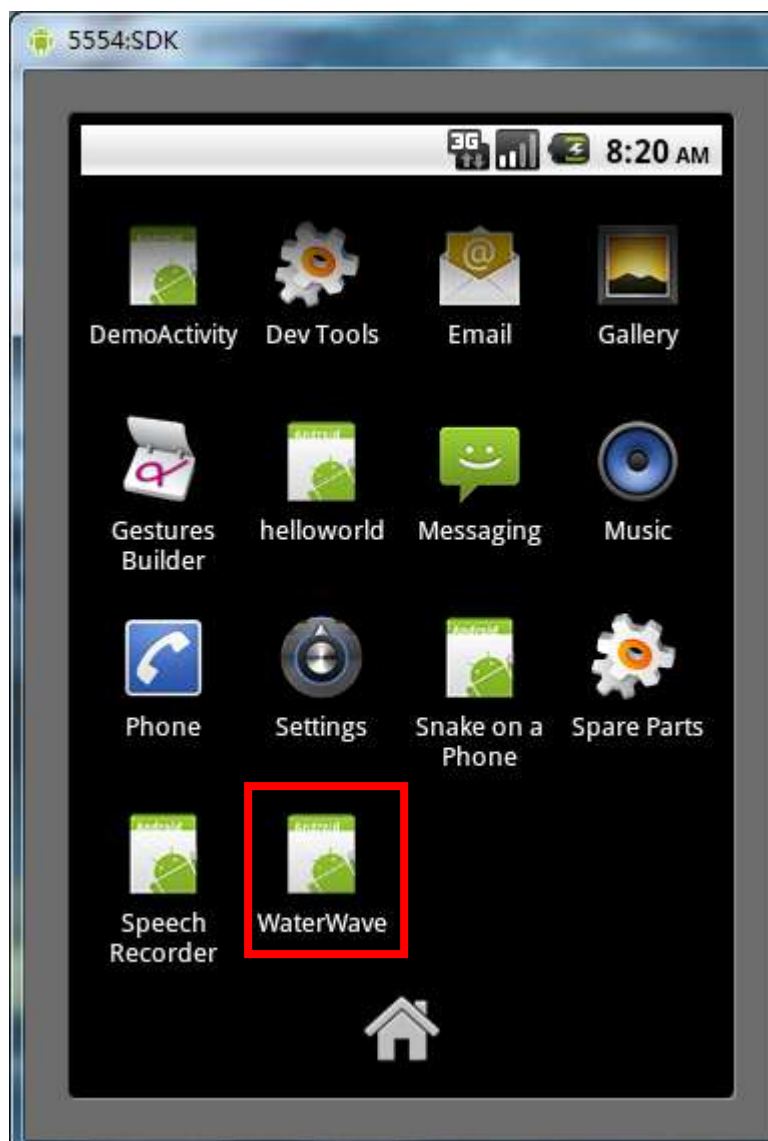 5554:SDK
3G 8:20 AM
DemoActivity Dev Tools Email Gallery
Gestures Builder helloworld Messaging Music
Phone Settings Snake on a Phone Spare Parts
Speech Recorder WaterWave